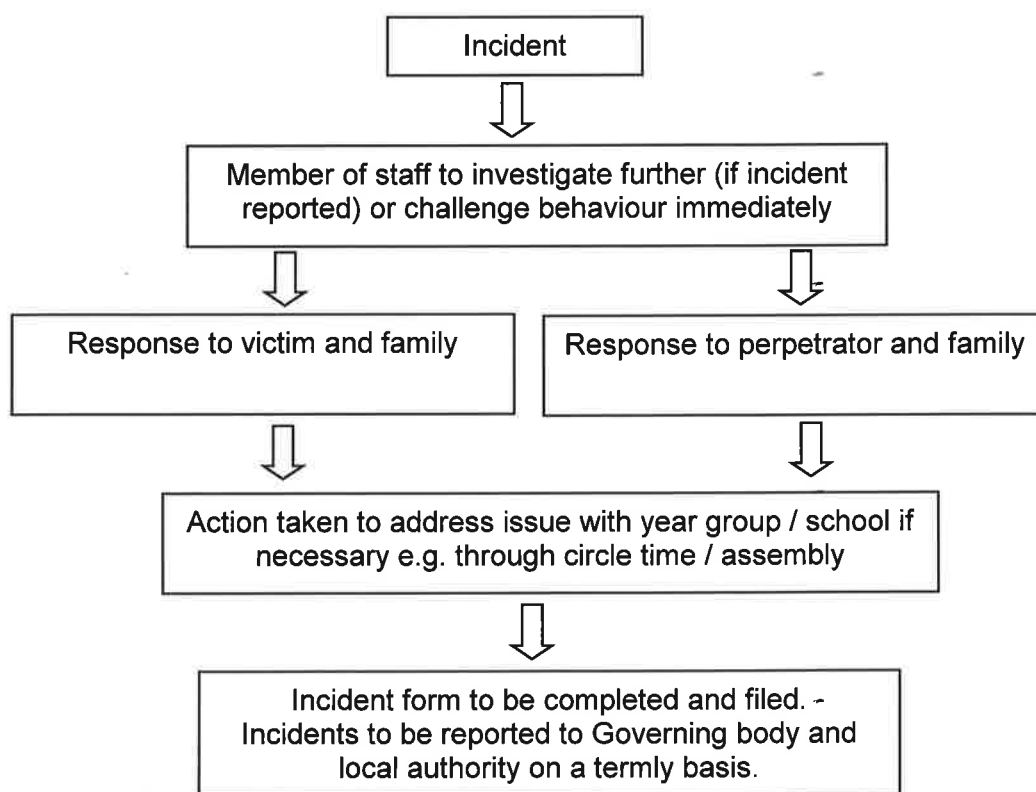 Incident
Member of staff to investigate further (if incident
reported) or challenge behaviour immediately
Response to victim and family
Response to perpetrator and family
Action taken to address issue with year group / school if
necessary e.g. through circle time / assembly
Incident form to be completed and filed. -
Incidents to be reported to Governing body and
local authority on a termly basis.